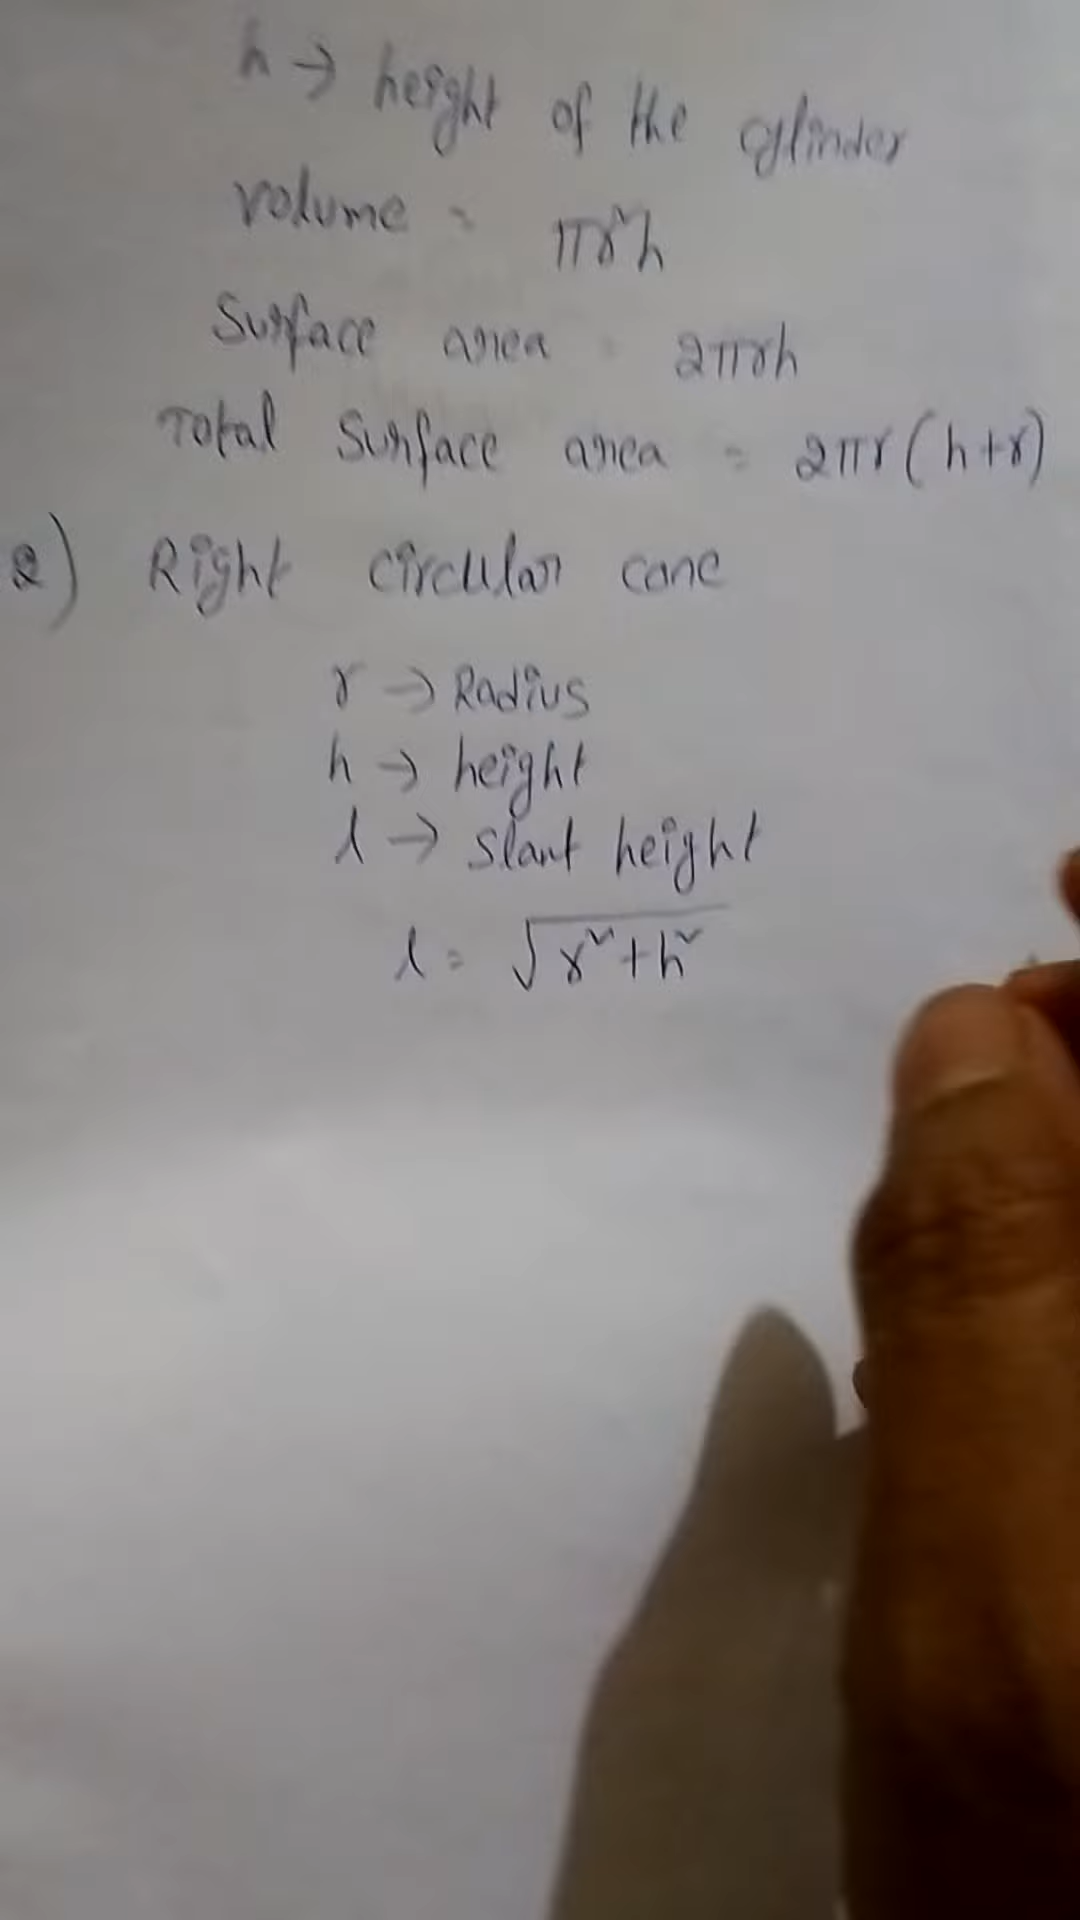 h → height of the cylinder
volume = πr²h
Surface area = 2πrh
Total Surface area = 2πr(h+r)
2) Right circular cone
r → Radius
h → height
l → slant height
l = √r²+h²